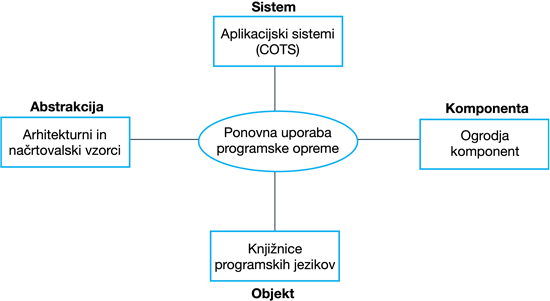 Sistem
Aplikacijski sistemi
(COTS)
Abstrakcija
Arhitekturni in
načrtovalski vzorci
Ponovna uporaba
programske opreme
Komponenta
Ogrodja
komponent
Knjižnice
programskih jezikov
Objekt